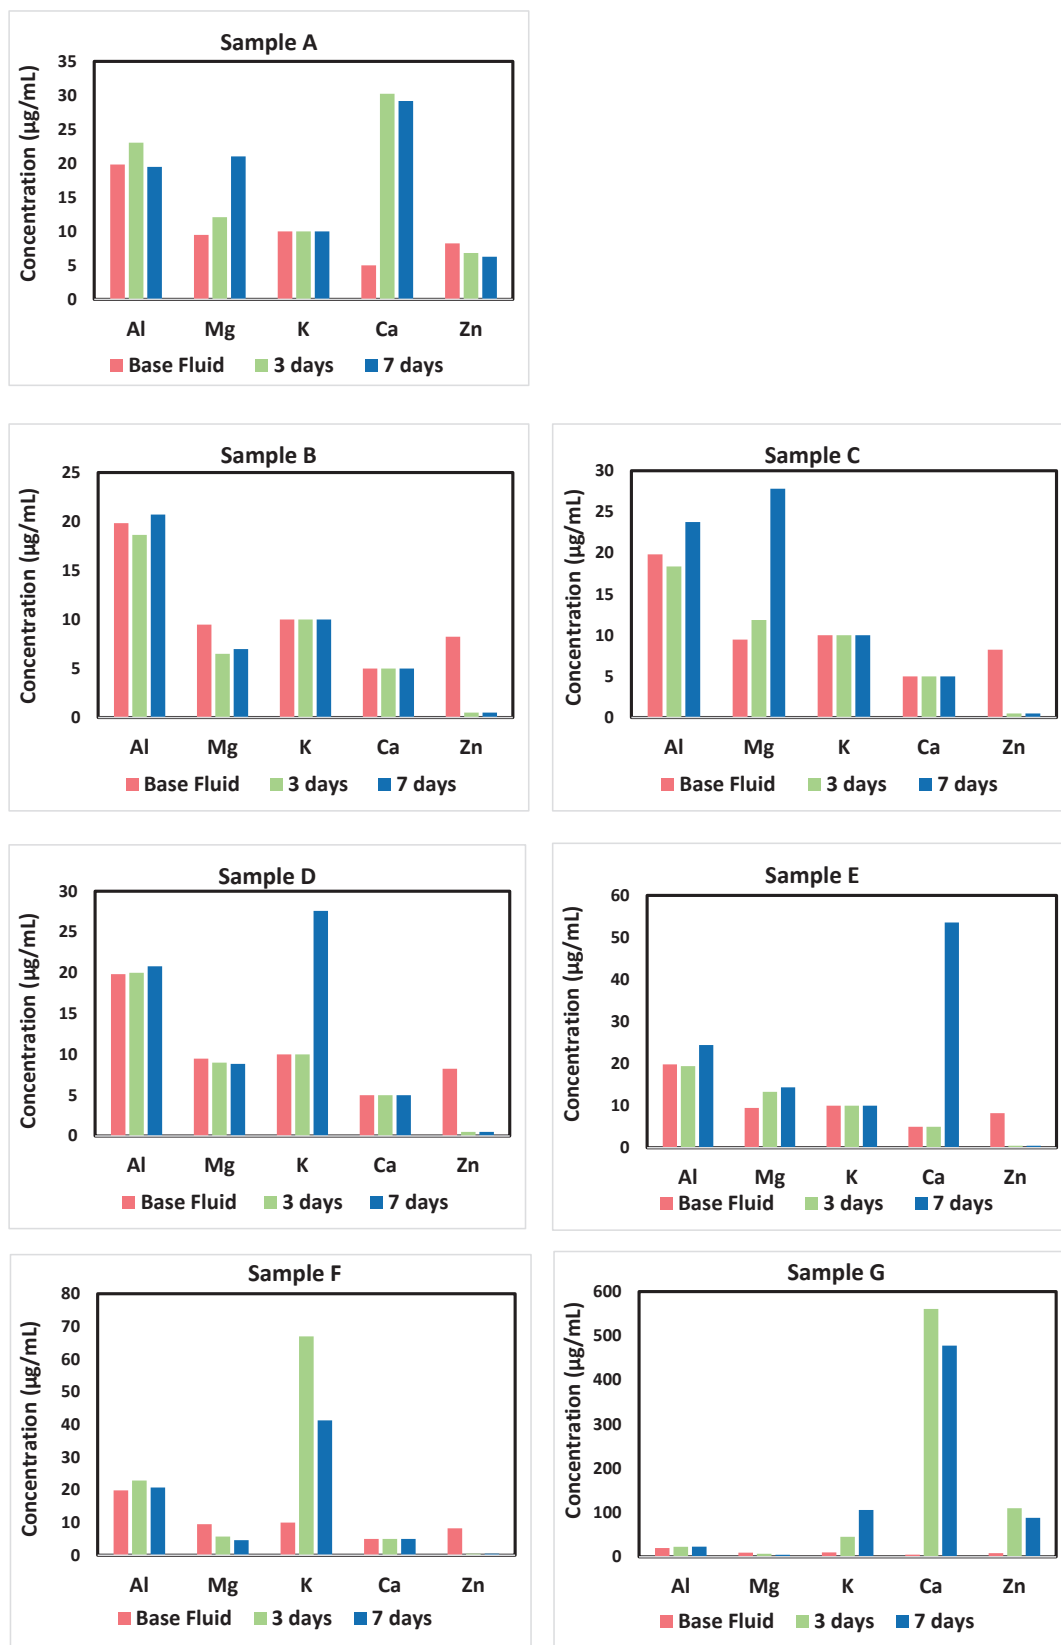 Sample A
Concentration (µg/mL)
35
30
25
20
15
10
5
0
Al Mg K Ca Zn
Base Fluid 3 days 7 days
Sample B
Concentration (µg/mL)
25
20
15
10
5
0
Al Mg K Ca Zn
Base Fluid 3 days 7 days
Sample C
Concentration (µg/mL)
30
25
20
15
10
5
0
Al Mg K Ca Zn
Base Fluid 3 days 7 days
Sample D
Concentration (µg/mL)
30
25
20
15
10
5
0
Al Mg K Ca Zn
Base Fluid 3 days 7 days
Sample E
Concentration (µg/mL)
60
50
40
30
20
10
0
Al Mg K Ca Zn
Base Fluid 3 days 7 days
Sample F
Concentration (µg/mL)
80
70
60
50
40
30
20
10
0
Al Mg K Ca Zn
Base Fluid 3 days 7 days
Sample G
Concentration (µg/mL)
600
500
400
300
200
100
0
Al Mg K Ca Zn
Base Fluid 3 days 7 days